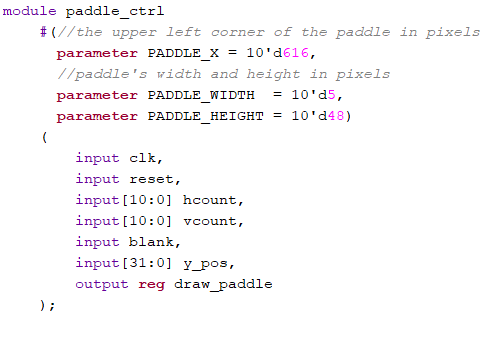 module paddle_ctrl
#(//the upper left corner of the paddle in pixels
parameter PADDLE_X = 10'd616,
//paddle's width and height in pixels
parameter PADDLE_WIDTH  = 10'd5,
parameter PADDLE_HEIGHT = 10'd48)
(
input clk,
input reset,
input[10:0] hcount,
input[10:0] vcount,
input blank,
input[31:0] y_pos,
output reg draw_paddle
);